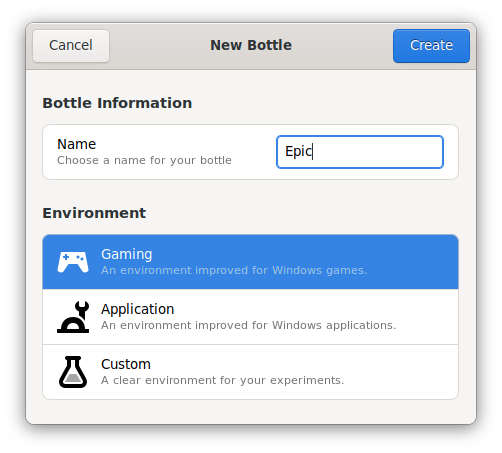 Cancel
New Bottle
Create
Bottle Information
Name
Choose a name for your bottle
Epic
Environment
Gaming
An environment improved for Windows games.
Application
An environment improved for Windows applications.
Custom
A clear environment for your experiments.